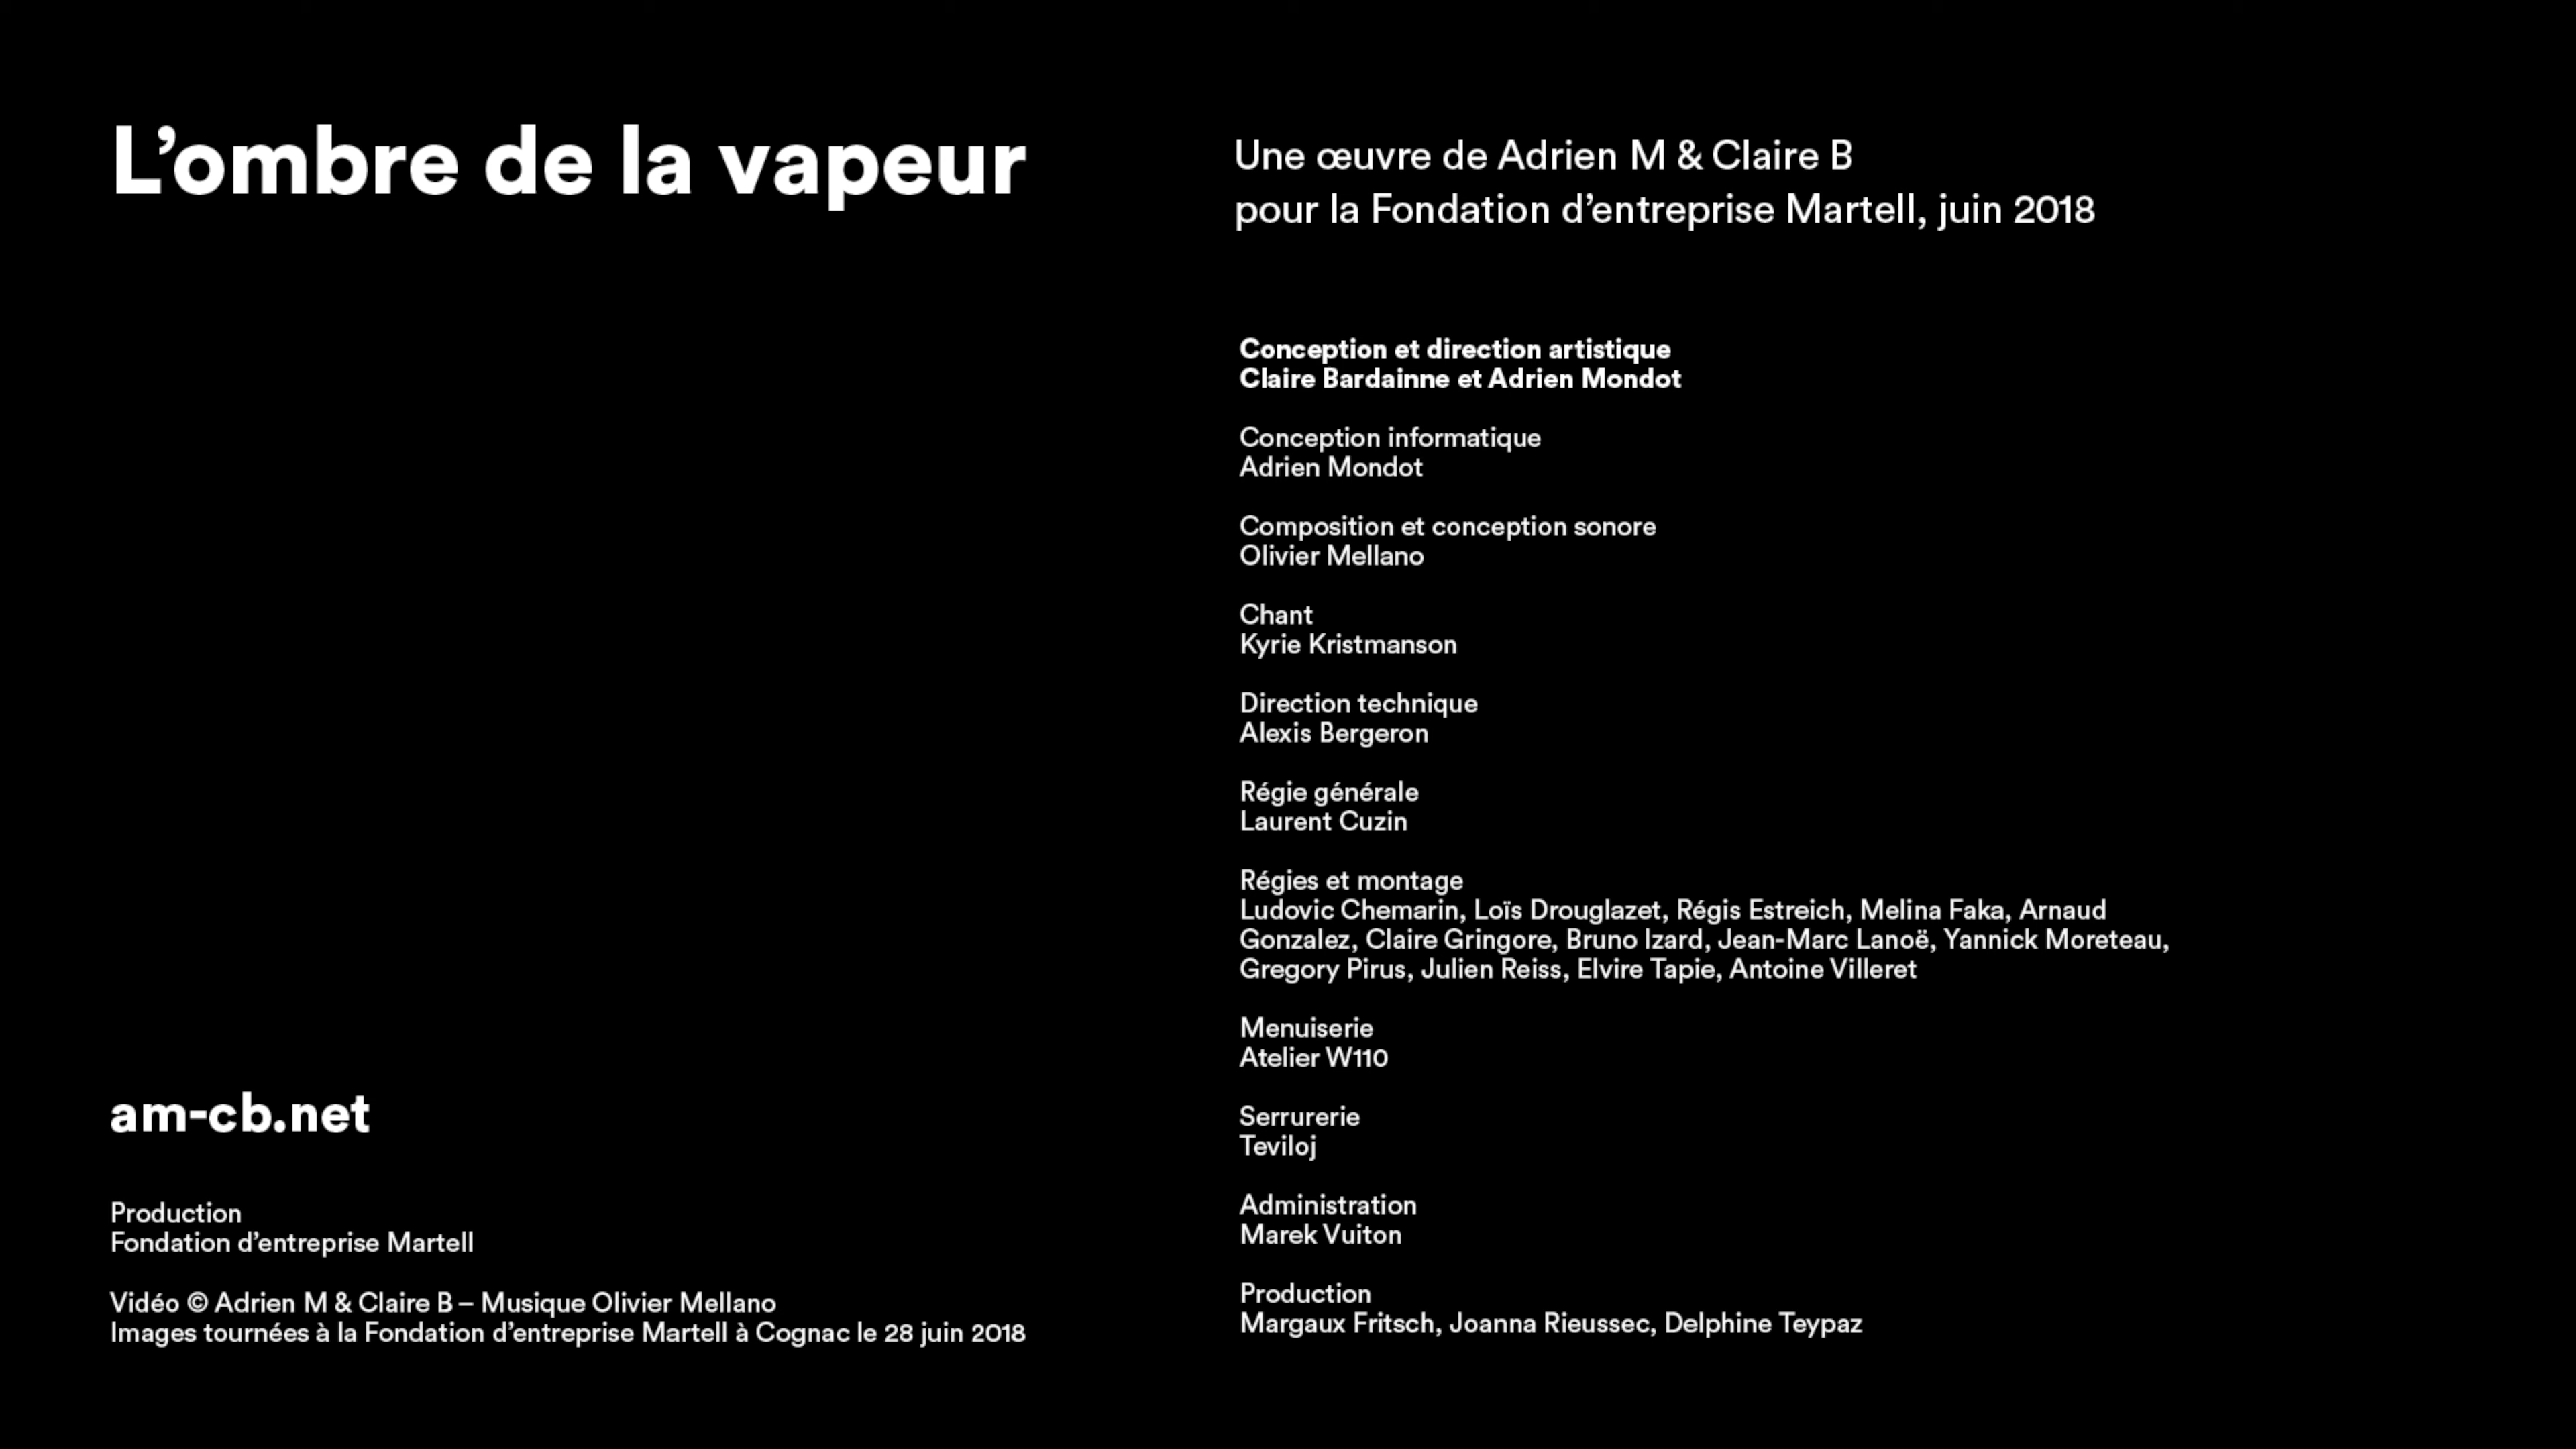 L’ombre de la vapeur
Une œuvre de Adrien M & Claire B
pour la Fondation d’entreprise Martell, juin 2018
Conception et direction artistique
Claire Bardainne et Adrien Mondot
Conception informatique
Adrien Mondot
Composition et conception sonore
Olivier Mellano
Chant
Kyrie Kristmanson
Direction technique
Alexis Bergeron
Régie générale
Laurent Cuzin
Régies et montage
Ludovic Chemarin, Loïs Drouglazet, Régis Estreich, Melina Faka, Arnaud
Gonzalez, Claire Gringore, Bruno Izard, Jean-Marc Lanoë, Yannick Moreteau,
Gregory Pirus, Julien Reiss, Elvire Tapie, Antoine Villeret
Menuiserie
Atelier W110
Serrurerie
Teviloj
Administration
Marek Vuiton
Production
Margaux Fritsch, Joanna Rieussec, Delphine Teypaz
am-cb.net
Production
Fondation d’entreprise Martell
Vidéo © Adrien M & Claire B – Musique Olivier Mellano
Images tournées à la Fondation d’entreprise Martell à Cognac le 28 juin 2018